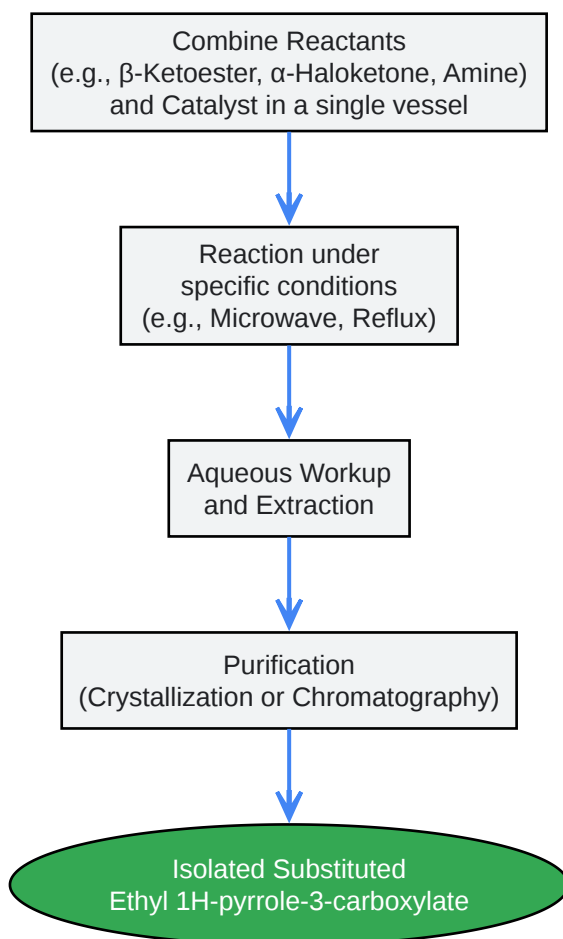 Combine Reactants
(e.g., β-Ketoester, α-Haloketone, Amine)
and Catalyst in a single vessel
Reaction under
specific conditions
(e.g., Microwave, Reflux)
Aqueous Workup
and Extraction
Purification
(Crystallization or Chromatography)
Isolated Substituted
Ethyl 1H-pyrrole-3-carboxylate